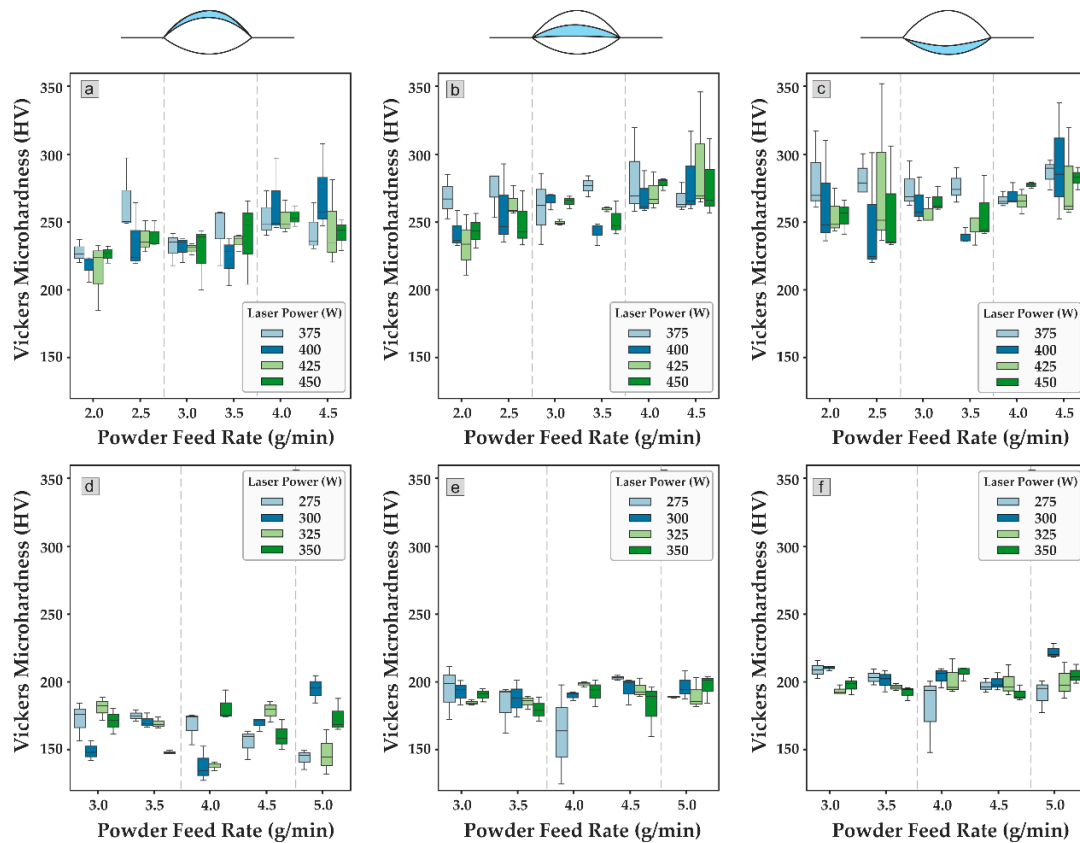 a
Vickers Microhardness (HV)
350
300
250
200
150
Laser Power (W)
375
400
425
450
2.0 2.5 3.0 3.5 4.0 4.5
Powder Feed Rate (g/min)
b
Vickers Microhardness (HV)
350
300
250
200
150
Laser Power (W)
375
400
425
450
2.0 2.5 3.0 3.5 4.0 4.5
Powder Feed Rate (g/min)
c
Vickers Microhardness (HV)
350
300
250
200
150
Laser Power (W)
375
400
425
450
2.0 2.5 3.0 3.5 4.0 4.5
Powder Feed Rate (g/min)
d
Vickers Microhardness (HV)
350
300
250
200
150
Laser Power (W)
275
300
325
350
3.0 3.5 4.0 4.5 5.0
Powder Feed Rate (g/min)
e
Vickers Microhardness (HV)
350
300
250
200
150
Laser Power (W)
275
300
325
350
3.0 3.5 4.0 4.5 5.0
Powder Feed Rate (g/min)
f
Vickers Microhardness (HV)
350
300
250
200
150
Laser Power (W)
275
300
325
350
3.0 3.5 4.0 4.5 5.0
Powder Feed Rate (g/min)